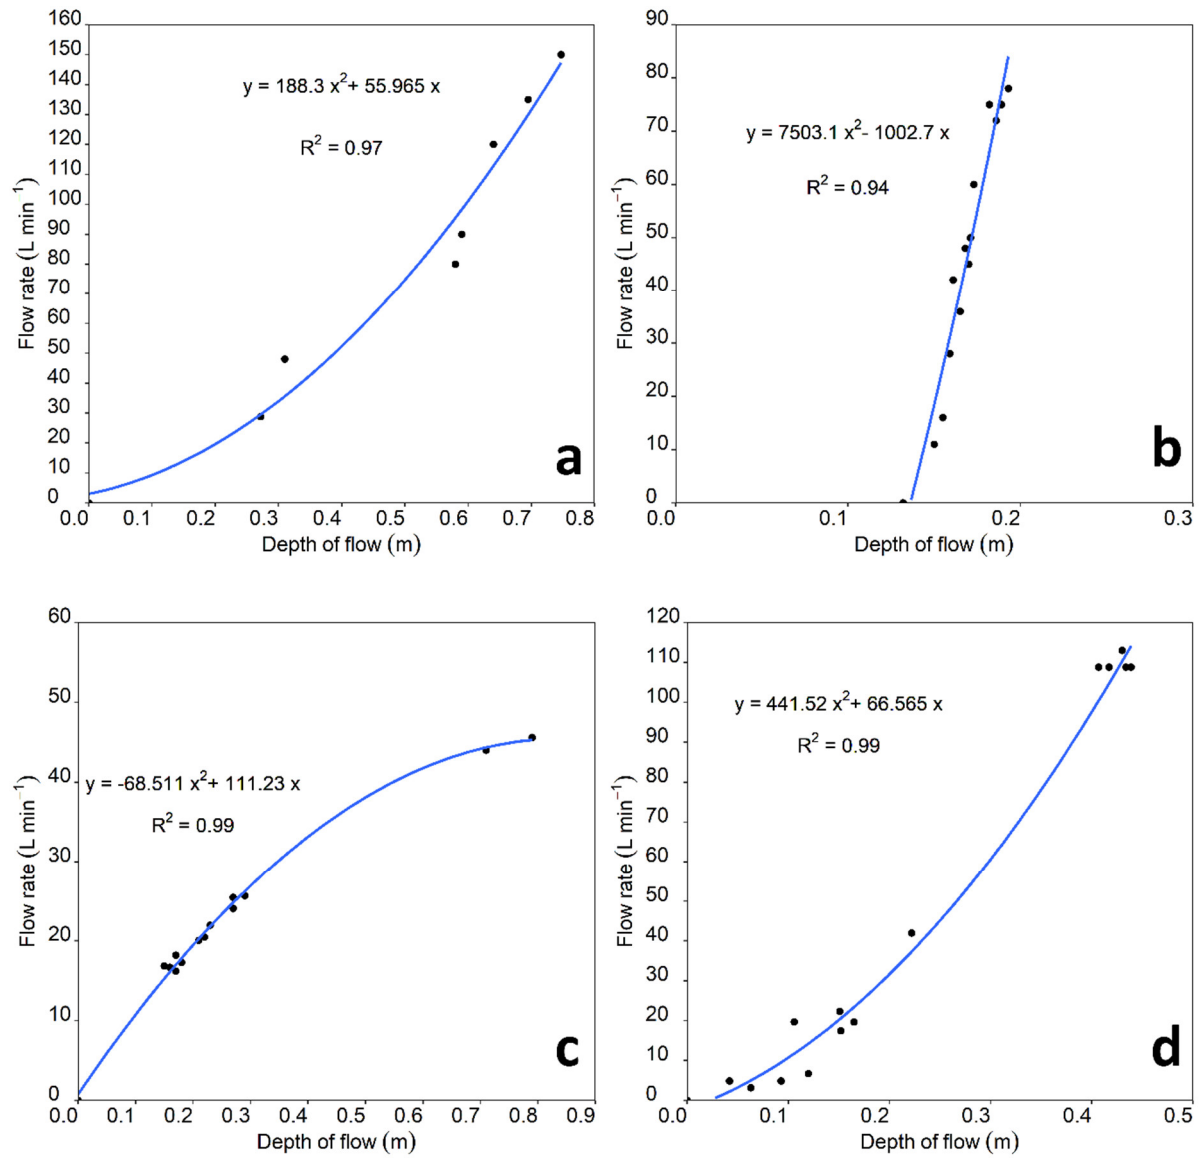 160
150
140
130
120
110
100
90
80
70
60
50
40
30
20
10
0
Flow rate (L min⁻¹)
y = 188.3 x²+ 55.965 x
R² = 0.97
a
0.0 0.1 0.2 0.3 0.4 0.5 0.6 0.7 0.8
Depth of flow (m)
90
80
70
60
50
40
30
20
10
0
Flow rate (L min⁻¹)
y = 7503.1 x²- 1002.7 x
R² = 0.94
b
0.0 0.1 0.2 0.3
Depth of flow (m)
60
50
40
30
20
10
0
Flow rate (L min⁻¹)
y = -68.511 x²+ 111.23 x
R² = 0.99
c
0.0 0.1 0.2 0.3 0.4 0.5 0.6 0.7 0.8 0.9
Depth of flow (m)
120
110
100
90
80
70
60
50
40
30
20
10
0
Flow rate (L min⁻¹)
y = 441.52 x²+ 66.565 x
R² = 0.99
d
0.0 0.1 0.2 0.3 0.4 0.5
Depth of flow (m)